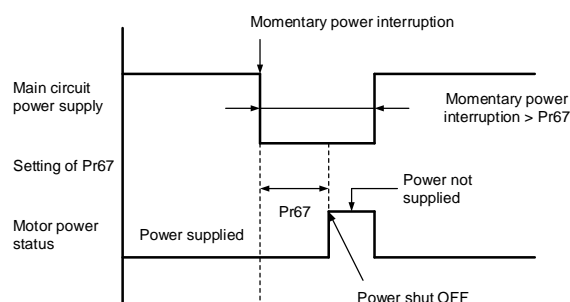 Momentary power interruption
Main circuit
power supply
Momentary power
interruption > Pr67
Setting of Pr67
Power not
supplied
Pr67
Motor power
status
Power supplied
Power shut OFF